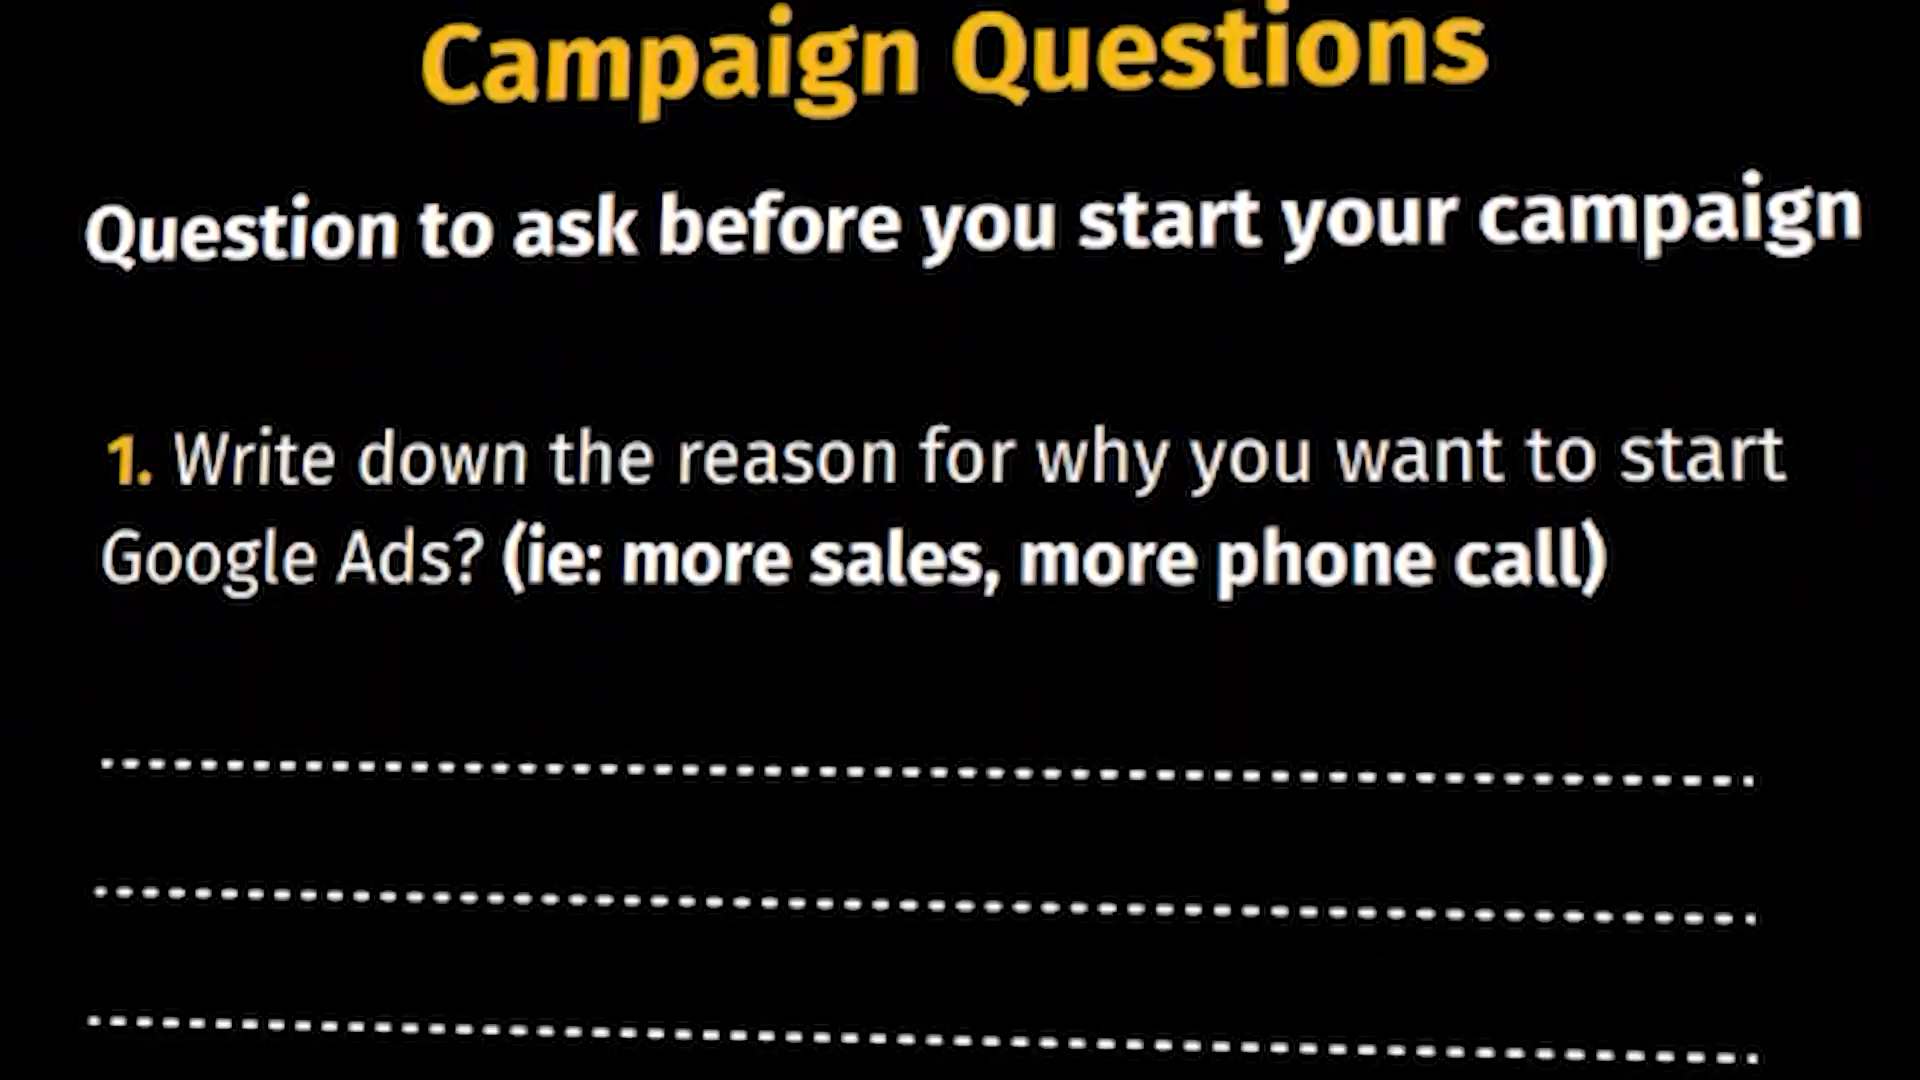 Campaign Questions
Question to ask before you start your campaign
1. Write down the reason for why you want to start
Google Ads? (ie: more sales, more phone call)